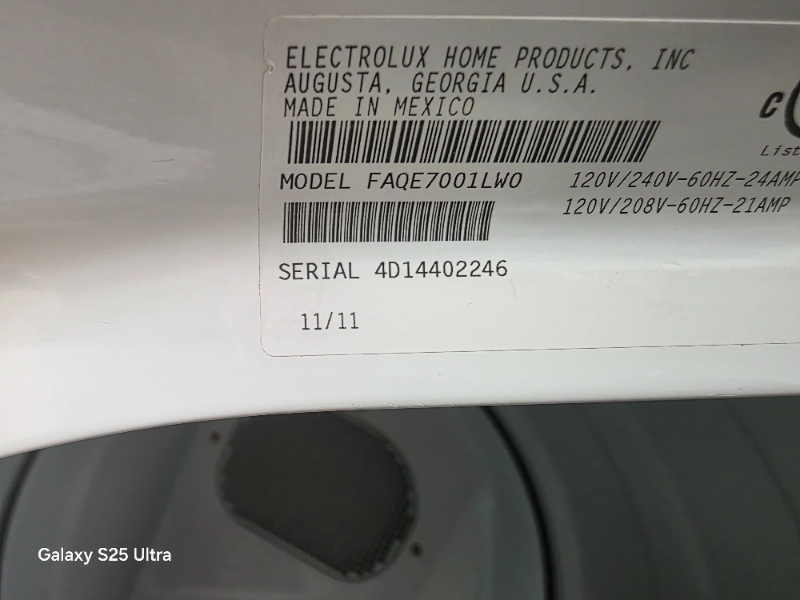 ELECTROLUX HOME PRODUCTS, INC
AUGUSTA, GEORGIA U.S.A.
MADE IN MEXICO
MODEL FAQE7001LW0
120V/240V-60HZ-24AMP
120V/208V-60HZ-21AMP
SERIAL 4D14402246
11/11
Galaxy S25 Ultra